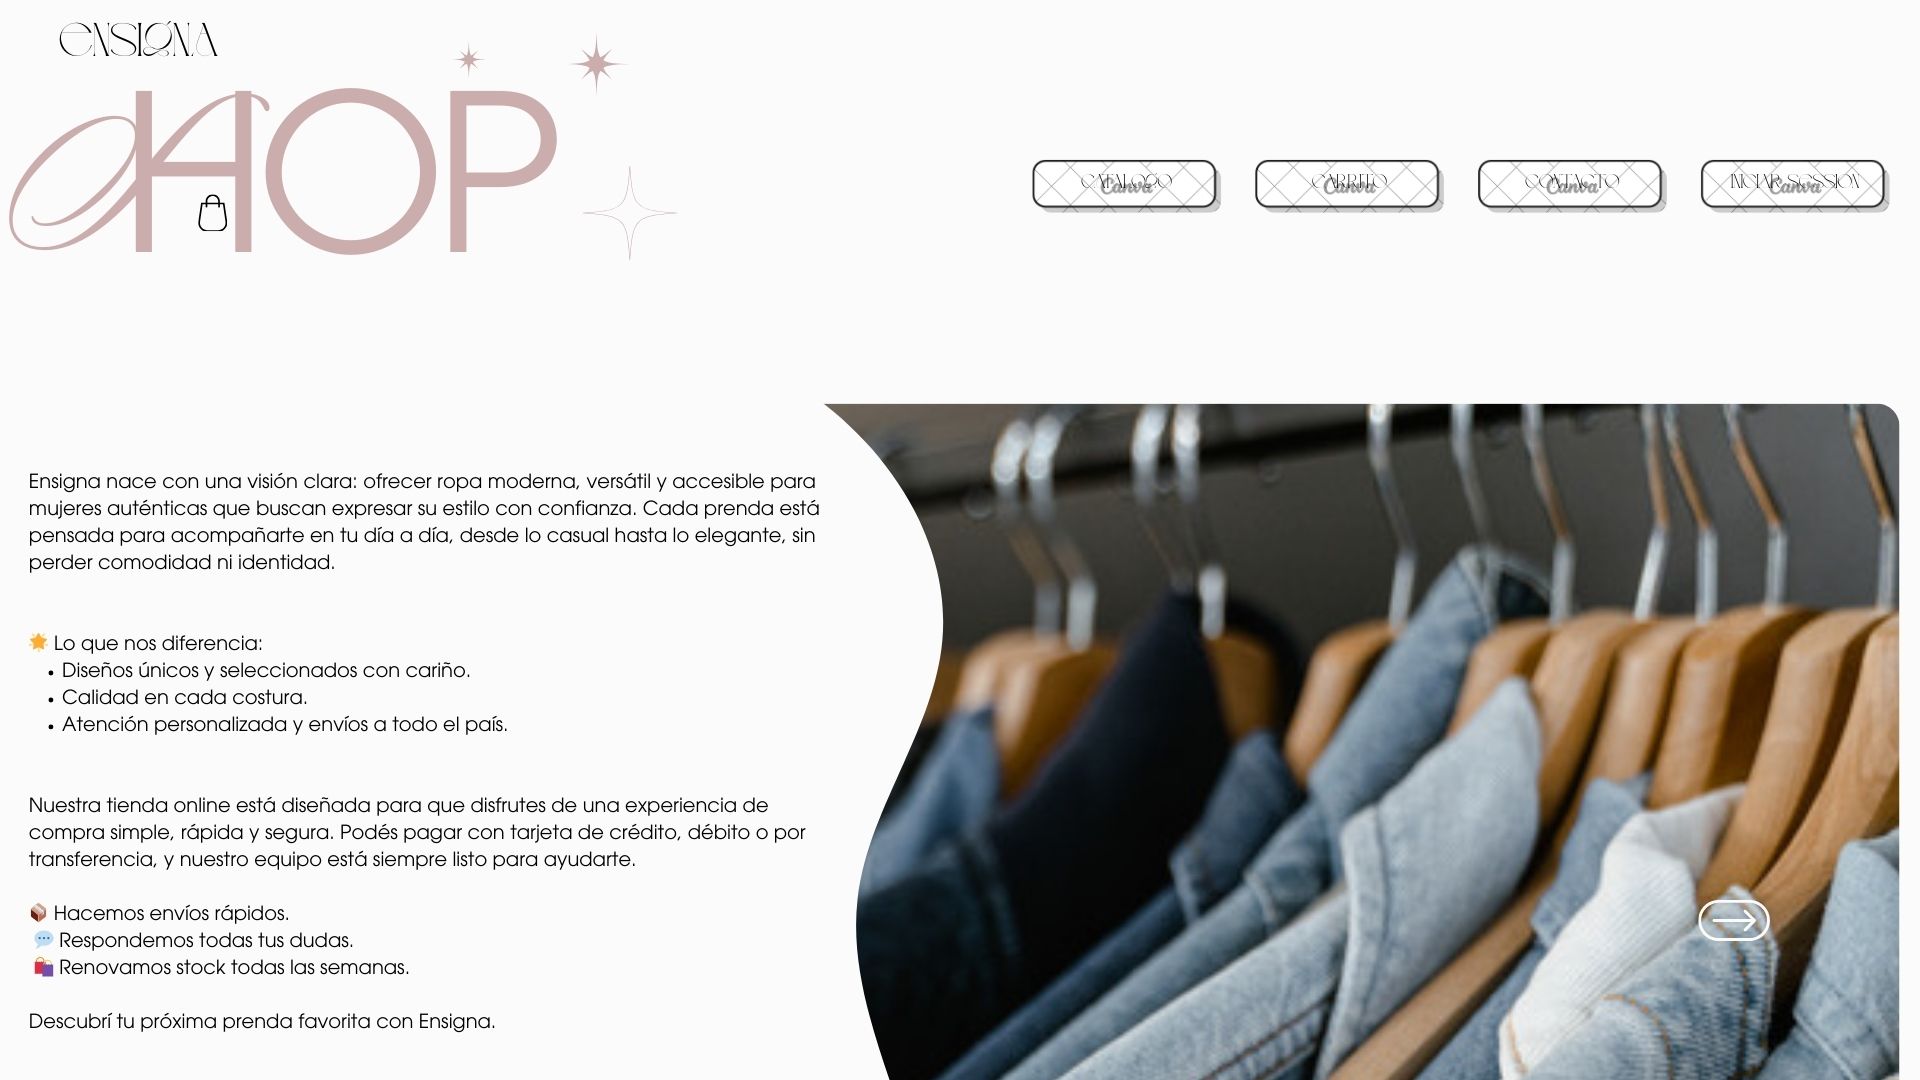 ENSIGNA
SHOP
CATALOGO
CARRITO
CONTACTO
INICIAR SESSION
Canva
Canva
Canva
Canva
Ensigna nace con una visión clara: ofrecer ropa moderna, versátil y accesible para
mujeres auténticas que buscan expresar su estilo con confianza. Cada prenda está
pensada para acompañarte en tu día a día, desde lo casual hasta lo elegante, sin
perder comodidad ni identidad.
🌟 Lo que nos diferencia:
• Diseños únicos y seleccionados con cariño.
• Calidad en cada costura.
• Atención personalizada y envíos a todo el país.
Nuestra tienda online está diseñada para que disfrutes de una experiencia de
compra simple, rápida y segura. Podés pagar con tarjeta de crédito, débito o por
transferencia, y nuestro equipo está siempre listo para ayudarte.
📦 Hacemos envíos rápidos.
💬 Respondemos todas tus dudas.
🛍️ Renovamos stock todas las semanas.
Descubrí tu próxima prenda favorita con Ensigna.